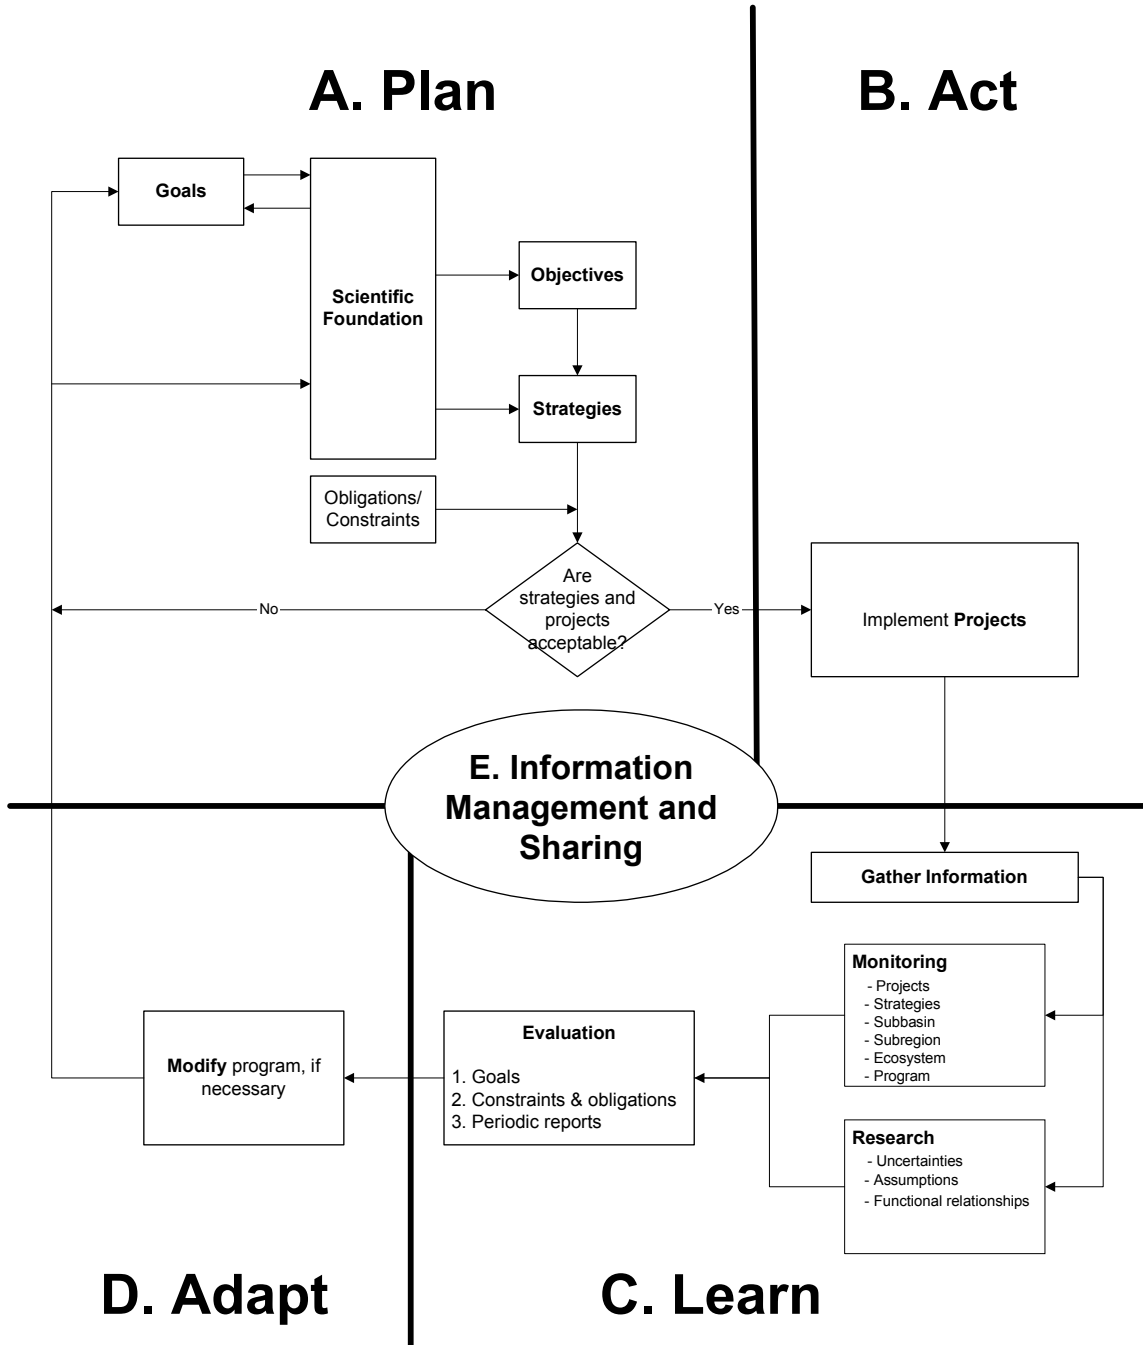 A. Plan
B. Act
Goals
Scientific
Foundation
Objectives
Strategies
Obligations/
Constraints
Are
strategies and
projects
acceptable?
No
Yes
Implement Projects
E. Information
Management and
Sharing
Gather Information
Monitoring
- Projects
- Strategies
- Subbasin
- Subregion
- Ecosystem
- Program
Research
- Uncertainties
- Assumptions
- Functional relationships
Evaluation
1. Goals
2. Constraints & obligations
3. Periodic reports
Modify program, if
necessary
D. Adapt
C. Learn